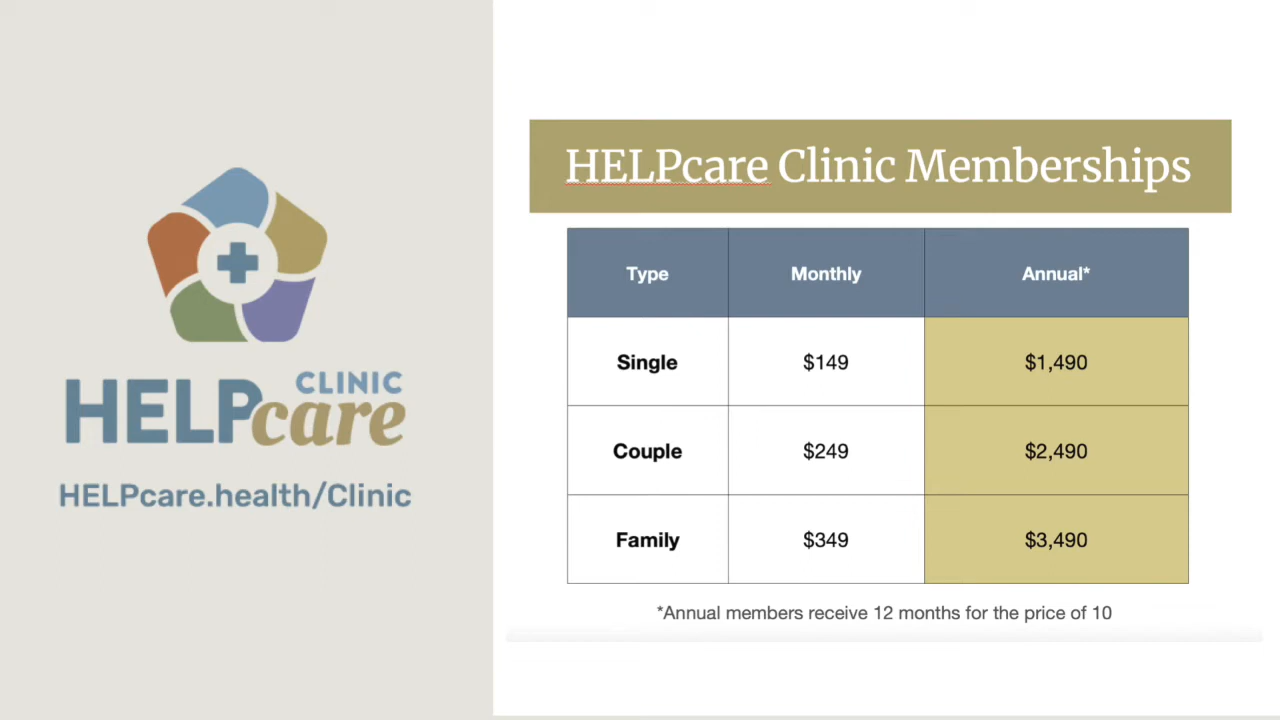 CLINIC
HELPcare
HELPcare.health/Clinic
HELPcare Clinic Memberships
Type Monthly Annual*
Single $149 $1,490
Couple $249 $2,490
Family $349 $3,490
*Annual members receive 12 months for the price of 10